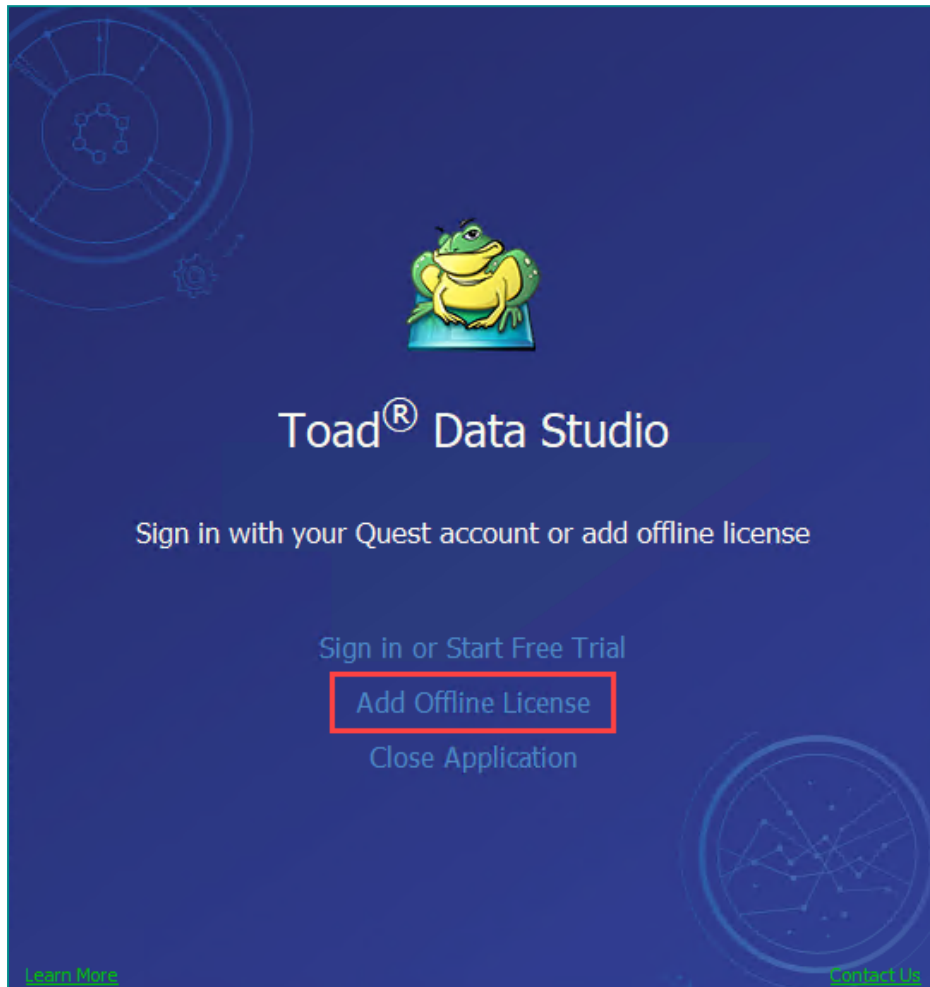 Toad® Data Studio
Sign in with your Quest account or add offline license
Sign in or Start Free Trial
Add Offline License
Close Application
Learn More
Contact Us